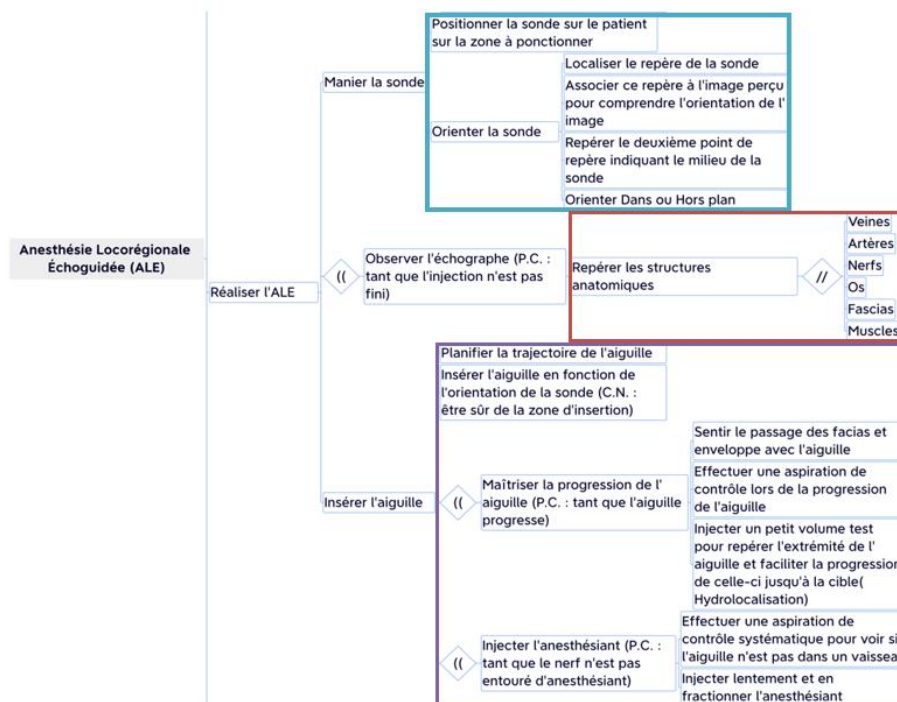 Positionner la sonde sur le patient
sur la zone à ponctionner
Manier la sonde
Localiser le repère de la sonde
Associer ce repère à l'image perçu
pour comprendre l'orientation de l'
image
Orienter la sonde
Repérer le deuxième point de
repère indiquant le milieu de la
sonde
Orienter Dans ou Hors plan
Anesthésie Locorégionale
Échoguidée (ALE)
Réaliser l'ALE
((
Observer l'échographe (P.C. :
tant que l'injection n'est pas
fini)
Repérer les structures
anatomiques
//
Veines
Artères
Nerfs
Os
Fascias
Muscles
Planifier la trajectoire de l'aiguille
Insérer l'aiguille en fonction de
l'orientation de la sonde (C.N. :
être sûr de la zone d'insertion)
Insérer l'aiguille
((
Maîtriser la progression de l'
aiguille (P.C. : tant que l'aiguille
progresse)
Sentir le passage des facias et
enveloppe avec l'aiguille
Effectuer une aspiration de
contrôle lors de la progression
de l'aiguille
Injecter un petit volume test
pour repérer l'extrémité de l'
aiguille et faciliter la progression
de celle-ci jusqu'à la cible(
Hydrolocalisation)
((
Injecter l'anesthésiant (P.C. :
tant que le nerf n'est pas
entouré d'anesthésiant)
Effectuer une aspiration de
contrôle systématique pour voir si
l'aiguille n'est pas dans un vaissea
Injecter lentement et en
fractionner l'anesthésiant